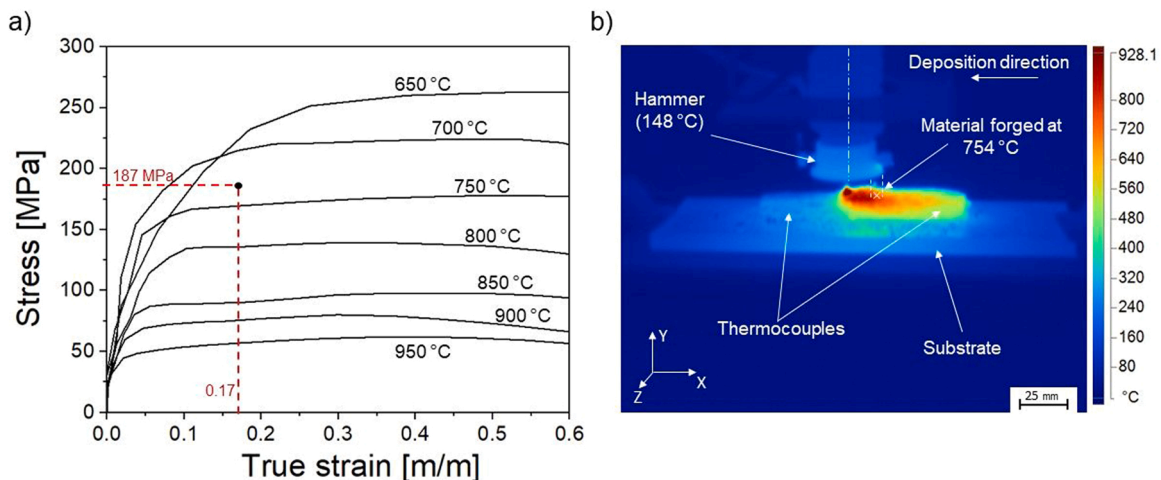 a)
300
250
200
150
100
50
0
Stress [MPa]
650 °C
700 °C
187 MPa
750 °C
800 °C
850 °C
900 °C
950 °C
0.17
0.0 0.1 0.2 0.3 0.4 0.5 0.6
True strain [m/m]
b)
Deposition direction
Hammer
(148 °C)
Material forged at
754 °C
Thermocouples
Substrate
Y
X
Z
25 mm
928.1
800
720
640
560
480
400
320
240
160
80
°C